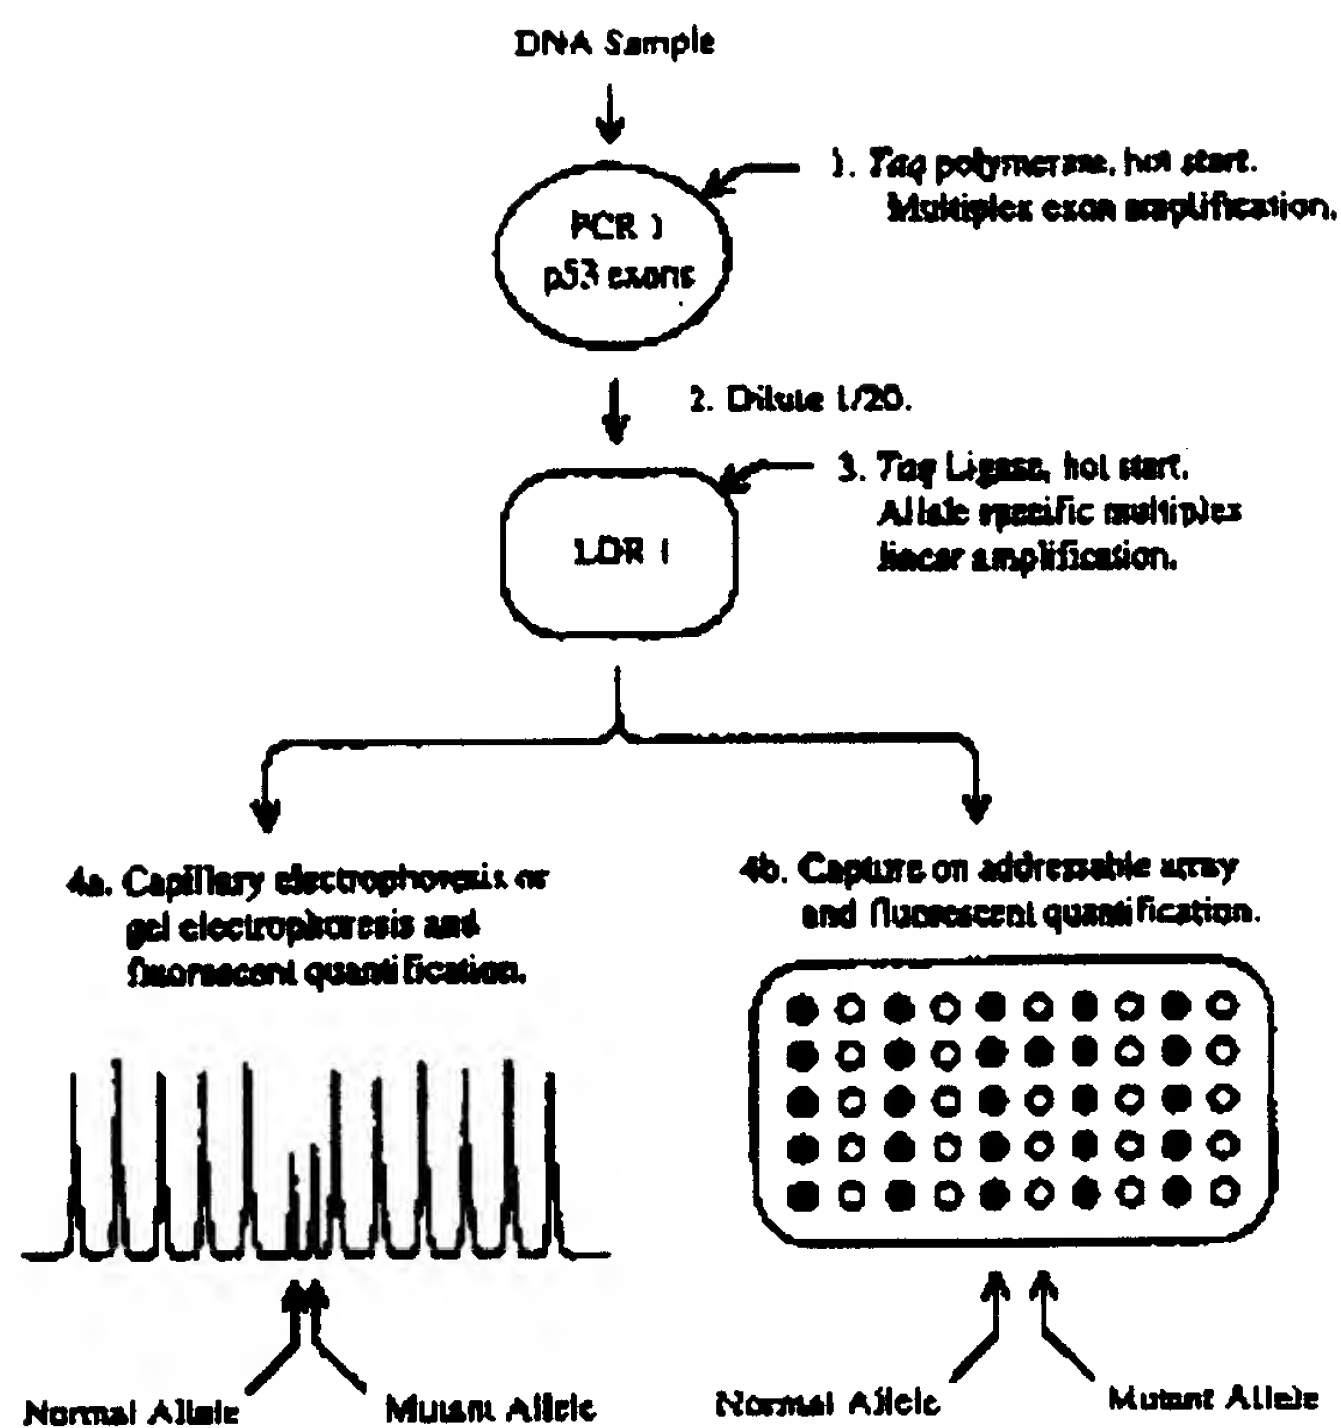 DNA Sample
1. Taq polymerase, hot start.
Multiplex exon amplification.
PCR 1
p53 exons
2. Dilute 1/20.
3. Taq Ligase, hot start.
Allele specific multiplex
linear amplification.
LDR 1
4a. Capillary electrophoresis or
gel electrophoresis and
fluorescent quantification.
4b. Capture on addressable array
and fluorescent quantification.
Normal Allele
Mutant Allele
Normal Allele
Mutant Allele